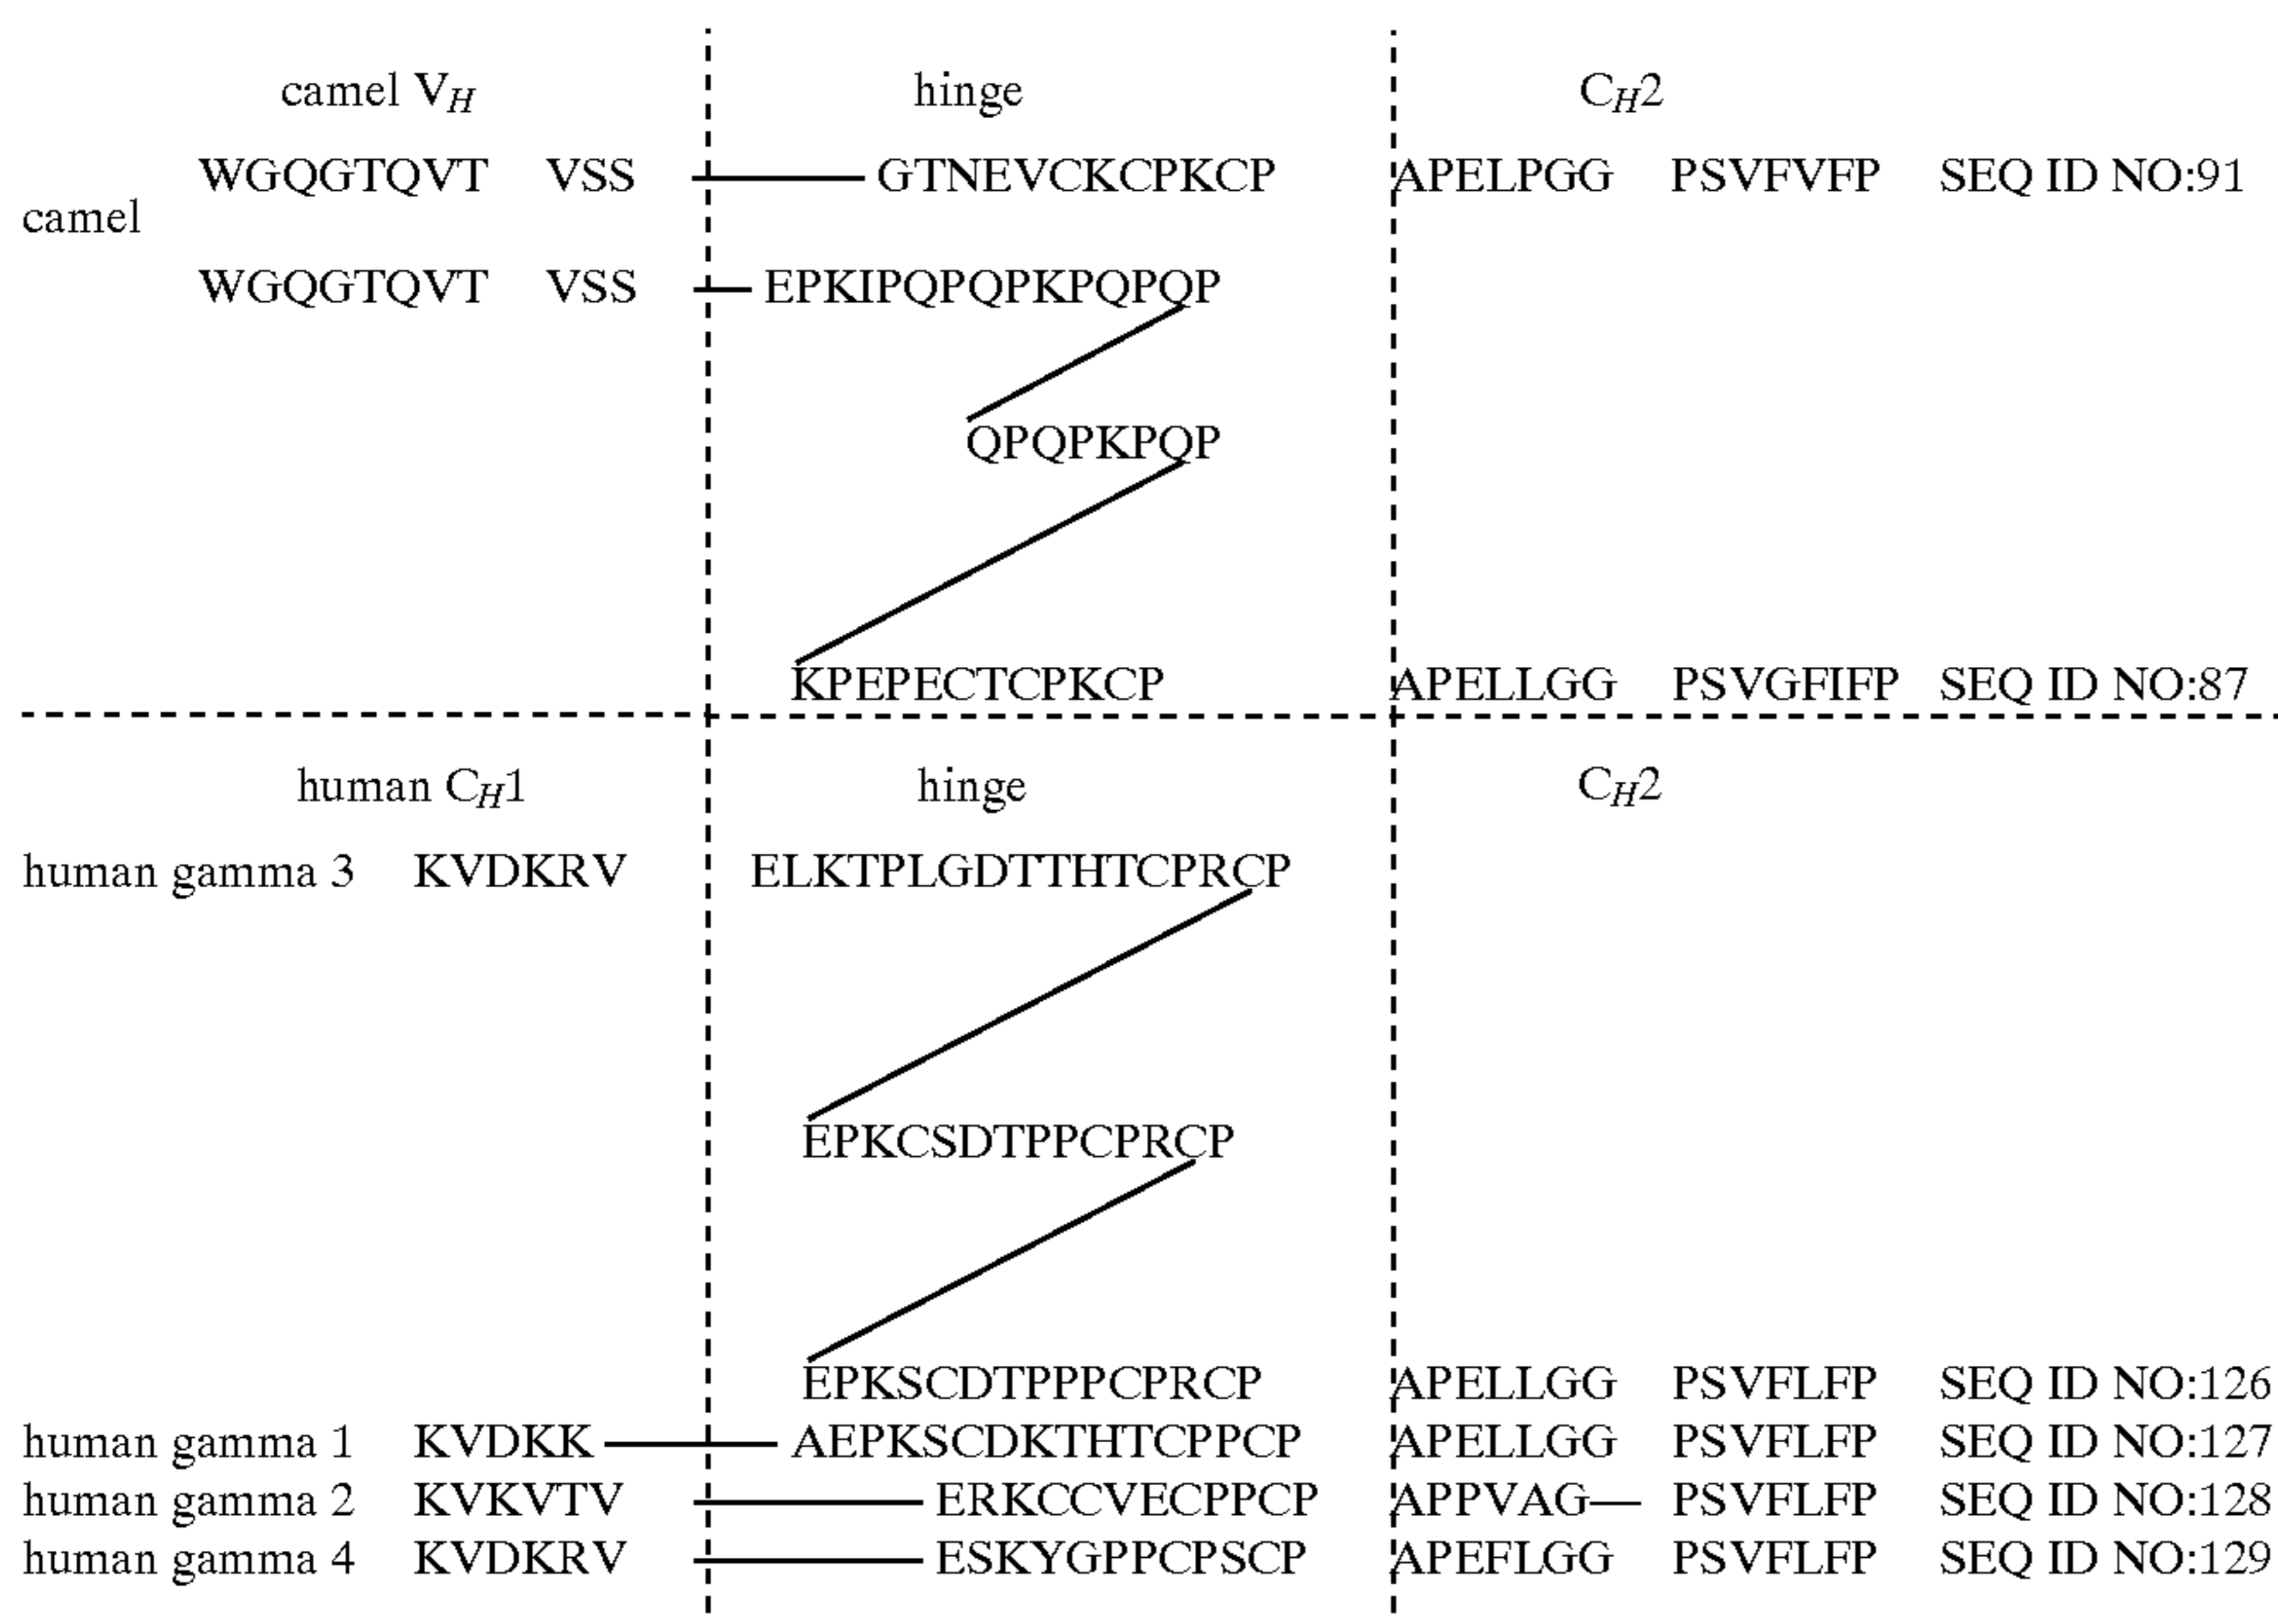 camel VH hinge CH2
WGQGTQVT VSS GTNEVCKCPKCP APELPGG PSVFVFP SEQ ID NO:91
camel
WGQGTQVT VSS EPKIPQPQPKPQPQP
QPQPKPQP
KPEPECTCPKCP APELLGG PSVGFIFP SEQ ID NO:87
human CH1 hinge CH2
human gamma 3 KVDKRV ELKTPLGDTTHTCPRCP
EPKCSDTPPCPRCP
EPKSCDTPPPCPRCP APELLGG PSVFLFP SEQ ID NO:126
human gamma 1 KVDKK AEPKSCDKTHTCPPCP APELLGG PSVFLFP SEQ ID NO:127
human gamma 2 KVKVTV ERKCCVECPPCP APPVAG— PSVFLFP SEQ ID NO:128
human gamma 4 KVDKRV ESKYGPPCPSCP APEFLGG PSVFLFP SEQ ID NO:129